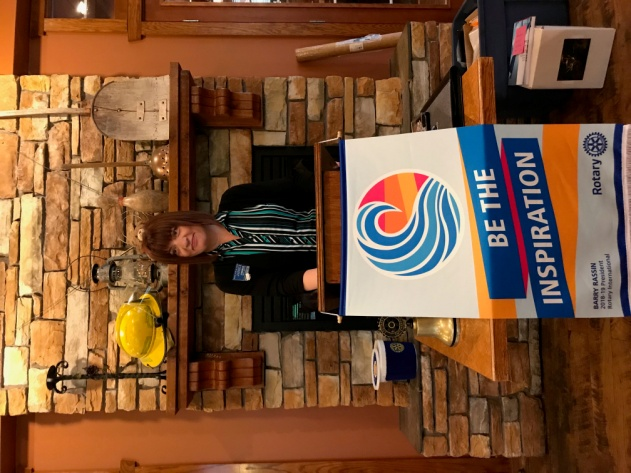 BE THE
INSPIRATION
BARRY RASSIN
2018-19 President
Rotary International
Rotary